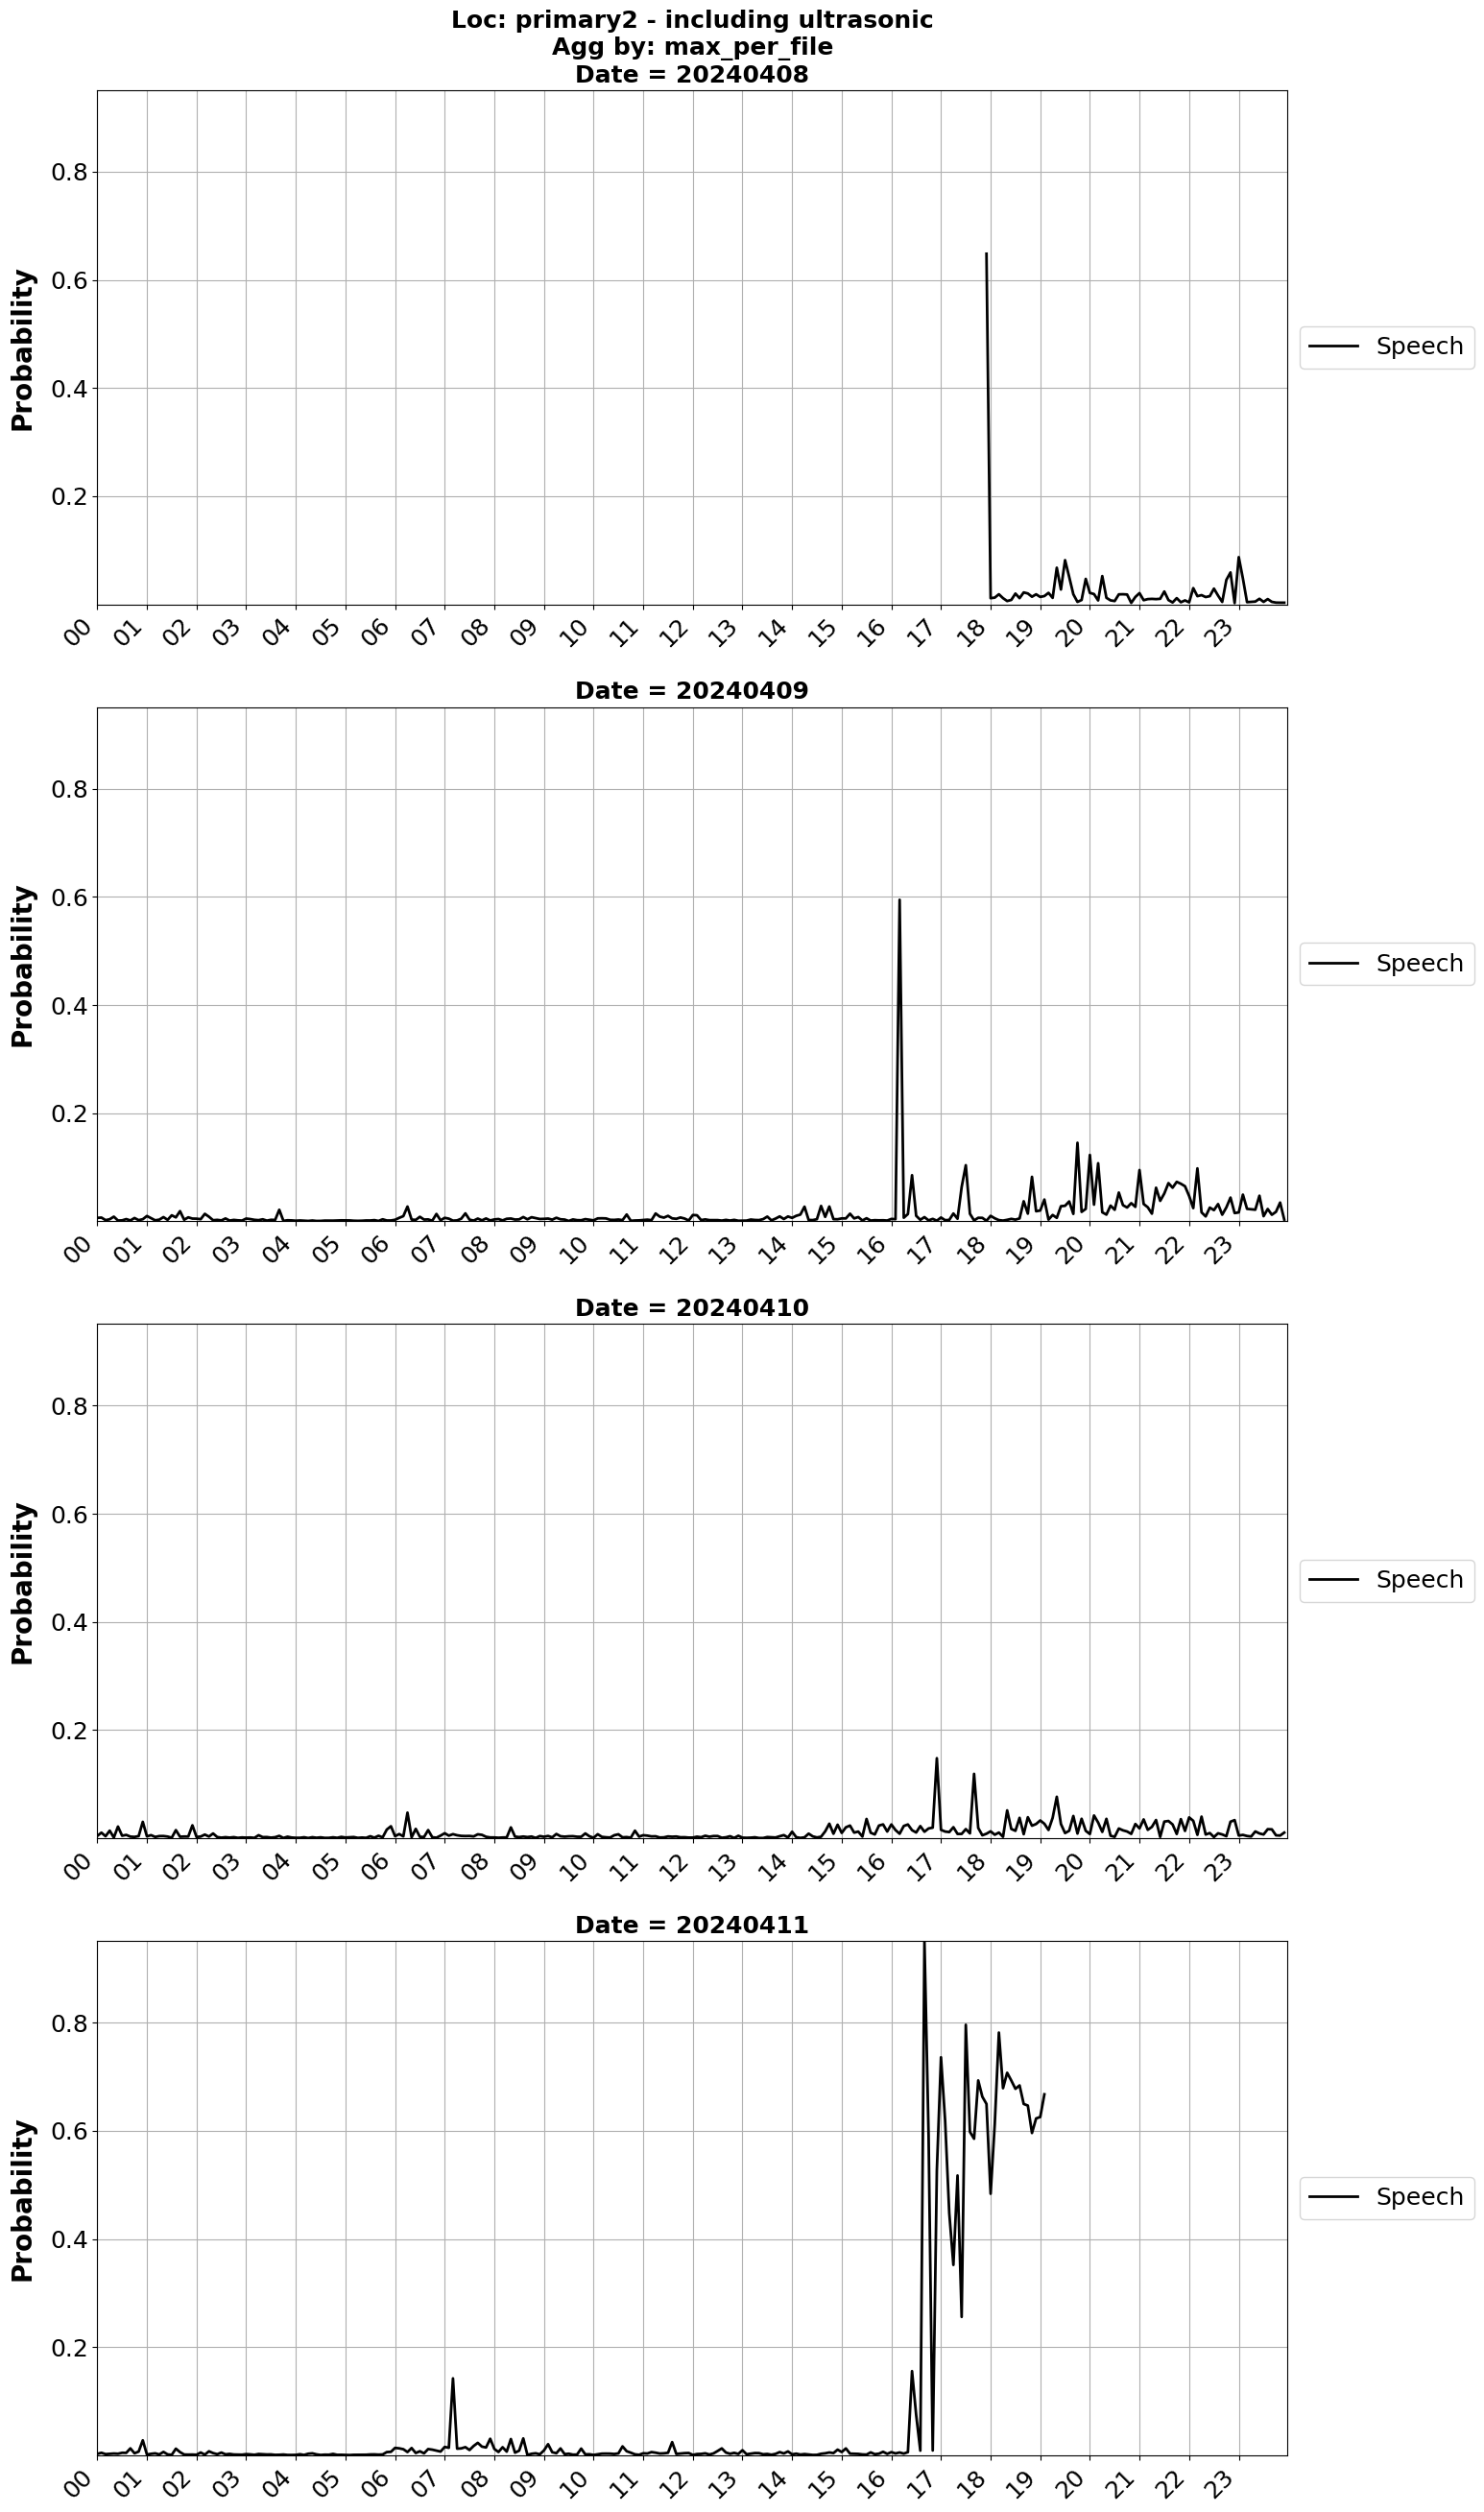 Loc: primary2 - including ultrasonic
Agg by: max_per_file
Date = 20240408
Probability
0.8
0.6
0.4
0.2
Speech
00 01 02 03 04 05 06 07 08 09 10 11 12 13 14 15 16 17 18 19 20 21 22 23
Date = 20240409
Probability
0.8
0.6
0.4
0.2
Speech
00 01 02 03 04 05 06 07 08 09 10 11 12 13 14 15 16 17 18 19 20 21 22 23
Date = 20240410
Probability
0.8
0.6
0.4
0.2
Speech
00 01 02 03 04 05 06 07 08 09 10 11 12 13 14 15 16 17 18 19 20 21 22 23
Date = 20240411
Probability
0.8
0.6
0.4
0.2
Speech
00 01 02 03 04 05 06 07 08 09 10 11 12 13 14 15 16 17 18 19 20 21 22 23